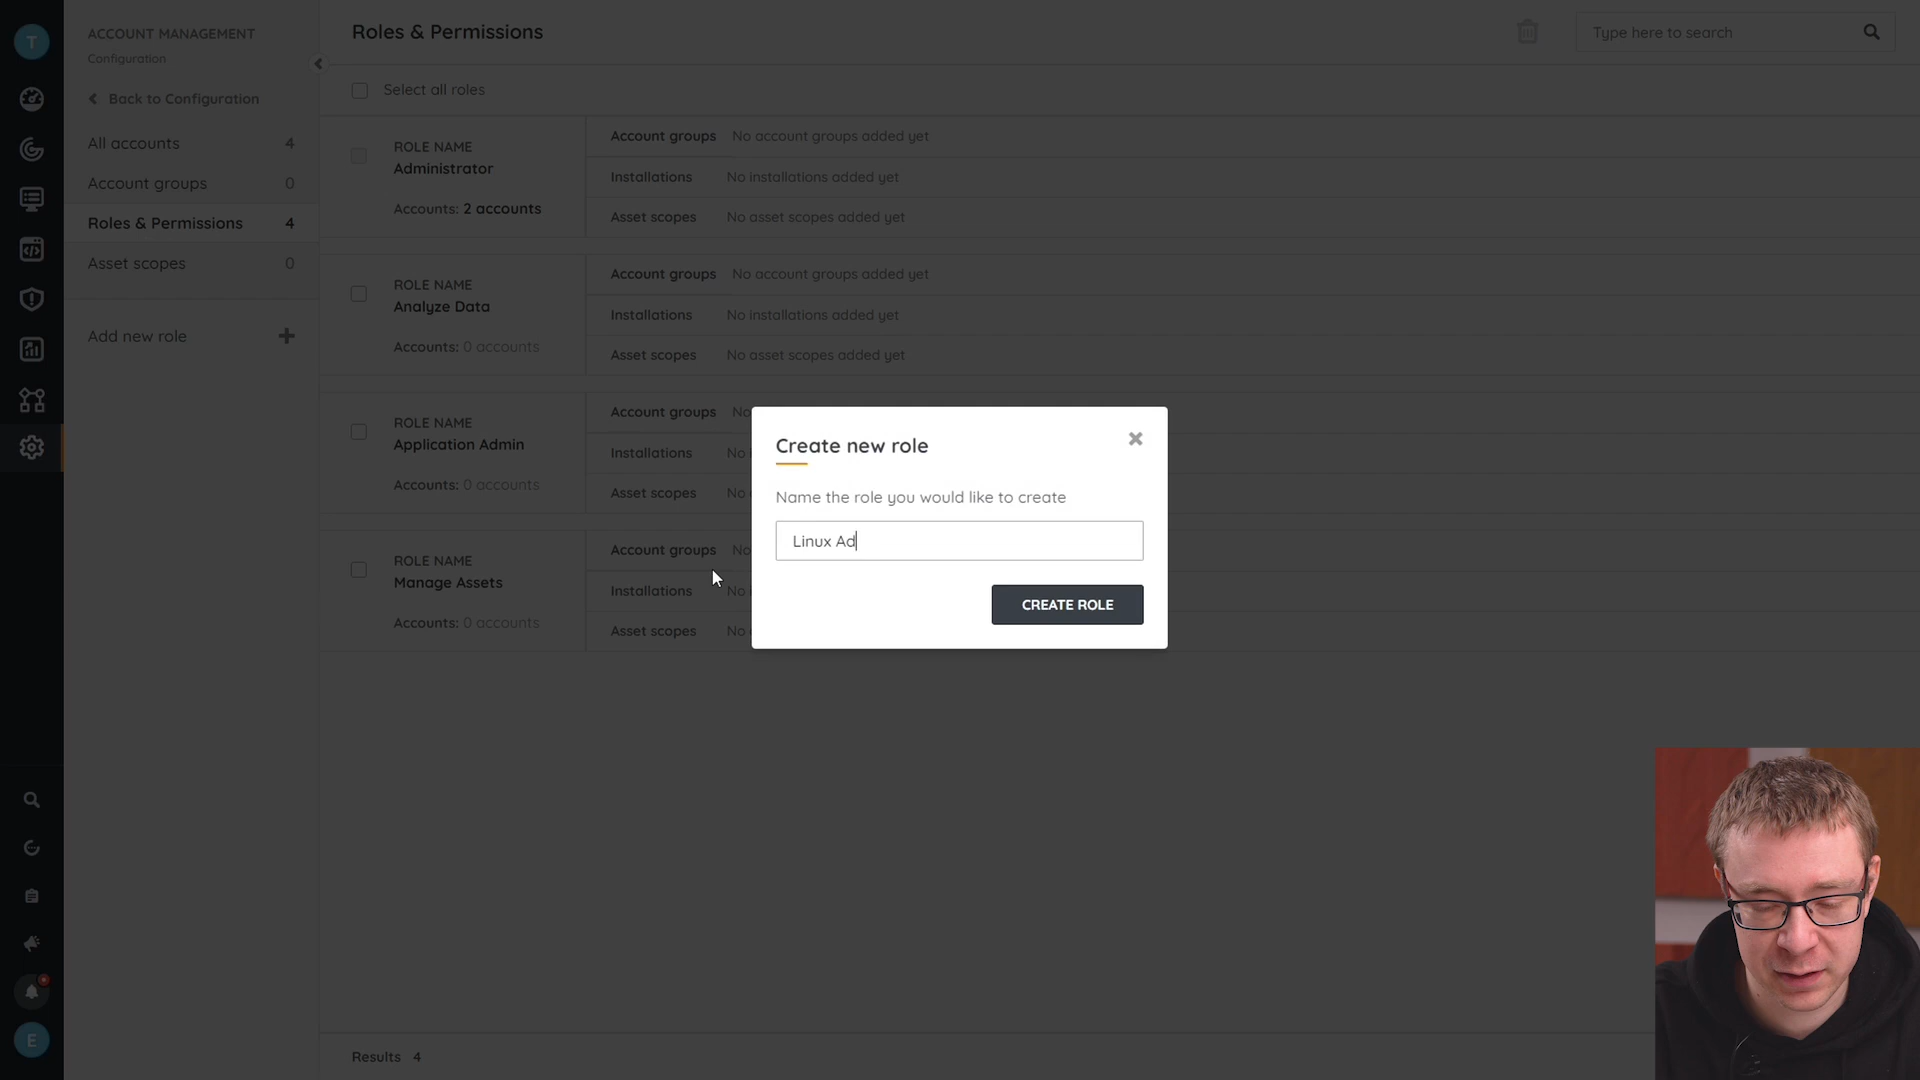 T
ACCOUNT MANAGEMENT
Configuration
Back to Configuration
All accounts 4
Account groups 0
Roles & Permissions 4
Asset scopes 0
Add new role
E
Roles & Permissions
Type here to search
Select all roles
ROLE NAME
Administrator
Accounts: 2 accounts
Account groups No account groups added yet
Installations No installations added yet
Asset scopes No asset scopes added yet
ROLE NAME
Analyze Data
Accounts: 0 accounts
Account groups No account groups added yet
Installations No installations added yet
Asset scopes No asset scopes added yet
ROLE NAME
Application Admin
Accounts: 0 accounts
Account groups No
Installations No
Asset scopes No
ROLE NAME
Manage Assets
Accounts: 0 accounts
Account groups No
Installations No
Asset scopes No
Create new role
Name the role you would like to create
Linux Ad
CREATE ROLE
Results 4